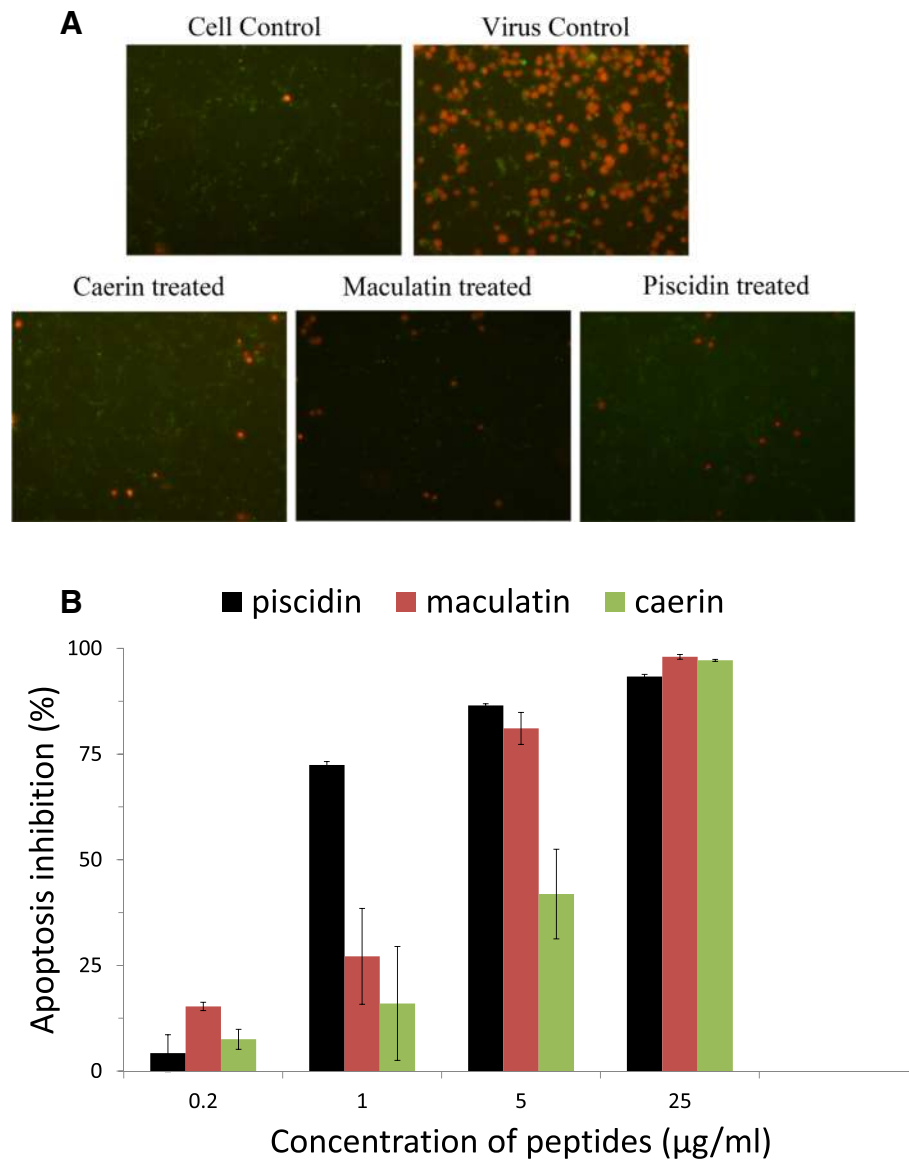 A
Cell Control
Virus Control
Caerin treated
Maculatin treated
Piscidin treated
B
piscidin
maculatin
caerin
100
75
50
25
0
Apoptosis inhibition (%)
0.2
1
5
25
Concentration of peptides (μg/ml)